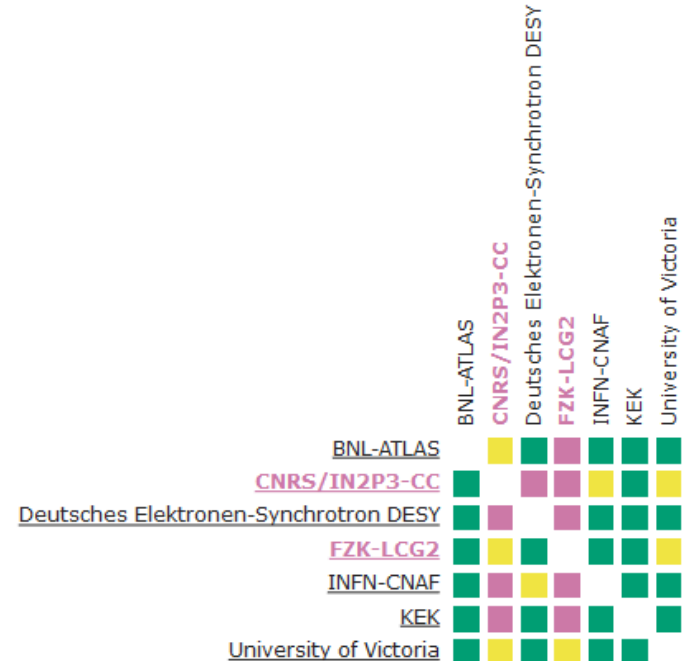 BNL-ATLAS
CNRS/IN2P3-CC
Deutsches Elektronen-Synchrotron DESY
FZK-LCG2
INFN-CNAF
KEK
University of Victoria
BNL-ATLAS
CNRS/IN2P3-CC
Deutsches Elektronen-Synchrotron DESY
FZK-LCG2
INFN-CNAF
KEK
University of Victoria